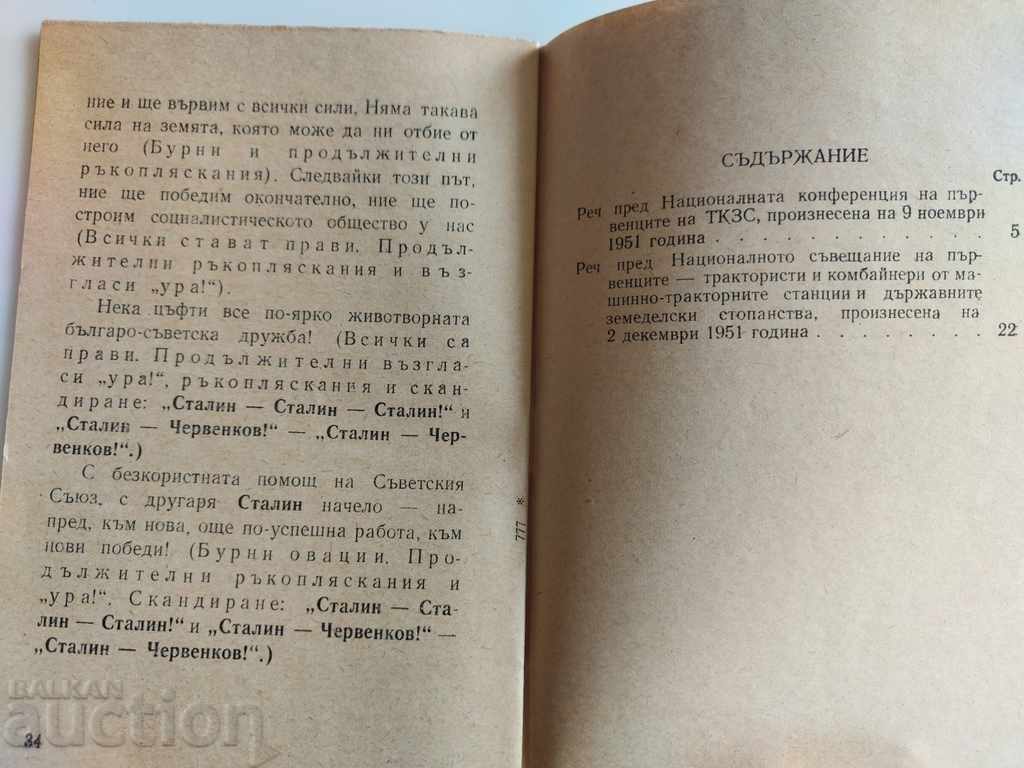 ние и ще вървим с всички сили. Няма такава
сила на земята, която може да ни отбие от
него (Бурни и продължителни
ръкопляскания). Следвайки този път,
ние ще победим окончателно, ние ще по-
строим социалистическото общество у нас
(Всички стават прави. Продъл-
жителни ръкопляскания и въз-
гласи „ура!“).
Нека цъфти все по-ярко животворната
българо-съветска дружба! (Всички са
прави. Продължителни възгла-
си „ура!“, ръкопляскания и скан-
диране: „Сталин — Сталин — Сталин!“ и
„Сталин — Червенков!“ — „Сталин — Чер-
венков!“.)
С безкористната помощ на Съветския
Съюз, с другаря Сталин начело — на-
пред, към нова, още по-успешна работа, към
нови победи! (Бурни овации. Про-
дължителни ръкопляскания и
„ура!“. Скандиране: „Сталин — Ста-
лин — Сталин!“ и „Сталин — Червенков!“ —
„Сталин — Червенков!“.)
34
777 *
СЪДЪРЖАНИЕ
Стр.
Реч пред Националната конференция на пър-
венците на ТКЗС, произнесена на 9 ноември
1951 година . . . . . . . . . . . . 5
Реч пред Националното съвещание на пър-
венците — трактористи и комбайнери от ма-
шинно-тракторните станции и държавните
земеделски стопанства, произнесена на
2 декември 1951 година . . . . . . . . 22
BALKAN
auction